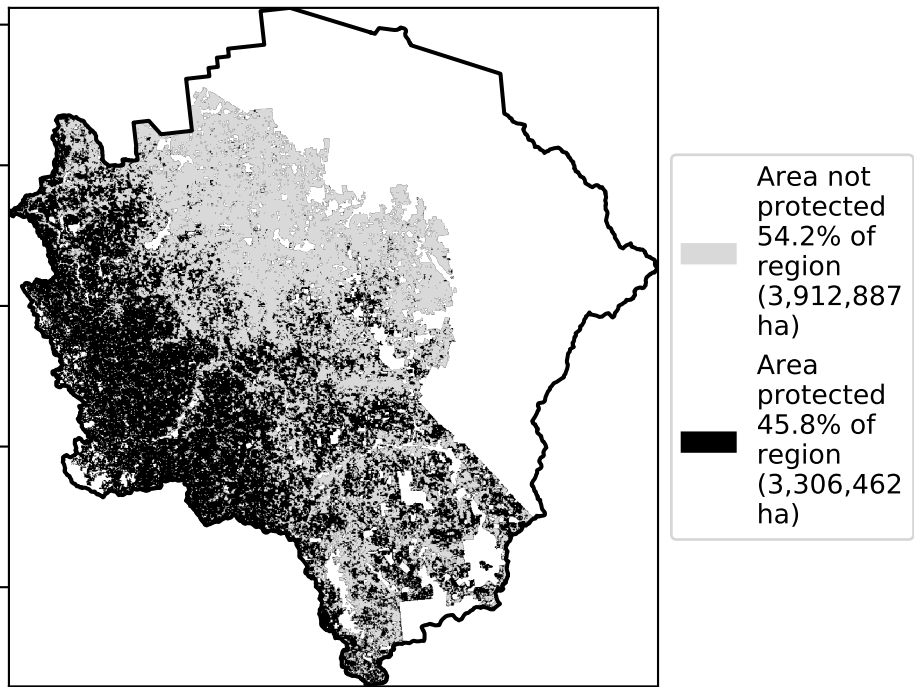 Area not
protected
54.2% of
region
(3,912,887
ha)
Area
protected
45.8% of
region
(3,306,462
ha)